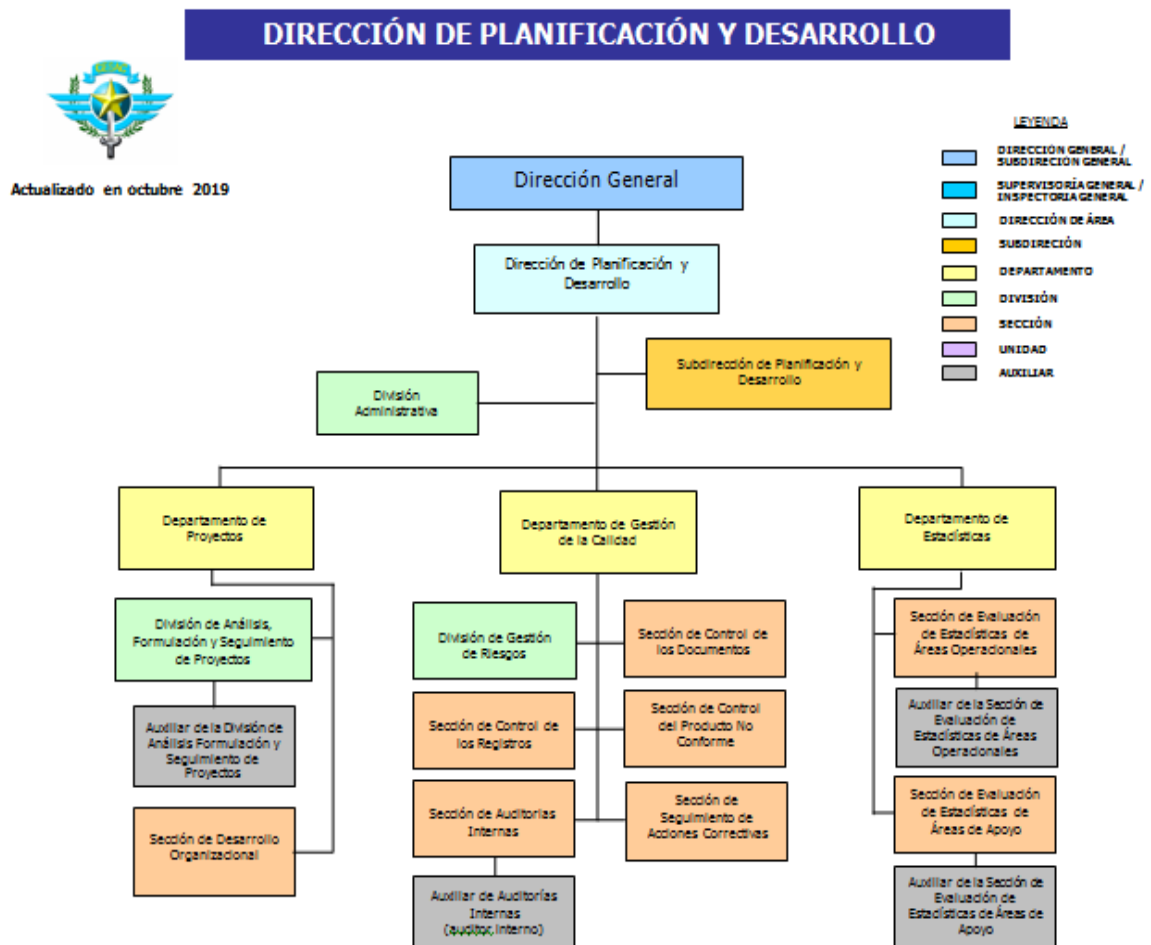 DIRECCIÓN DE PLANIFICACIÓN Y DESARROLLO
Actualizado en octubre 2019
LEYENDA
DIRECCIÓN GENERAL /
SUBDIRECIÓN GENERAL
SUPERVISORÍA GENERAL /
INSPECTORIA GENERAL
DIRECCIÓN DE ÁREA
SUBDIRECIÓN
DEPARTAMENTO
DIVISIÓN
SECCIÓN
UNIDAD
AUXILIAR
Dirección General
Dirección de Planificación y
Desarrollo
Subdirección de Planificación y
Desarrollo
División
Administrativa
Departamento de
Proyectos
Departamento de Gestión
de la Calidad
Departamento de
Estadísticas
División de Análisis,
Formulación y Seguimiento
de Proyectos
Auxiliar de la División de
Análisis Formulación y
Seguimiento de
Proyectos
Sección de Desarrollo
Organizacional
División de Gestión
de Riesgos
Sección de Control de
los Documentos
Sección de Control de
los Registros
Sección de Control
del Producto No
Conforme
Sección de Auditorias
Internas
Sección de
Seguimiento de
Acciones Correctivas
Auxiliar de Auditorías
Internas
(auditor interno)
Sección de Evaluación
de Estadísticas de
Áreas Operacionales
Auxiliar de la Sección de
Evaluación de
Estadísticas de Áreas
Operacionales
Sección de Evaluación
de Estadísticas de
Áreas de Apoyo
Auxiliar de la Sección de
Evaluación de
Estadísticas de Áreas de
Apoyo